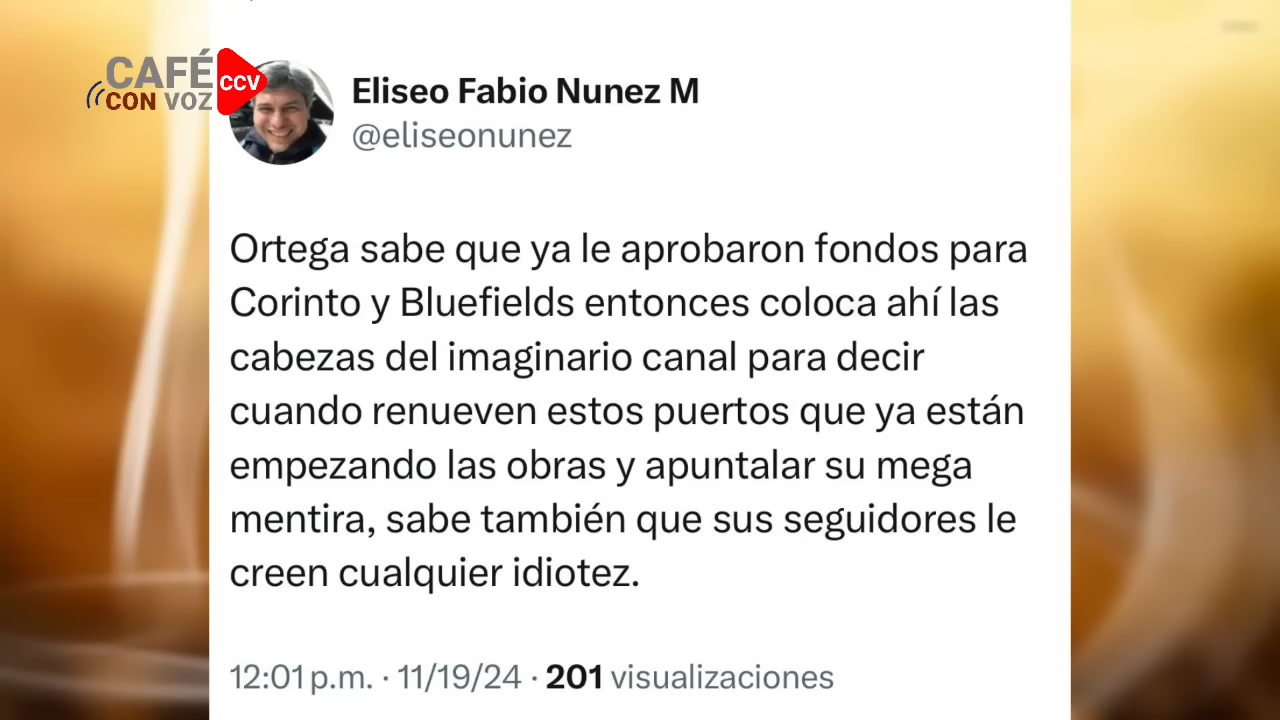 CAFÉ
CON VOZ
CCV
Eliseo Fabio Nunez M
@eliseonunez
Ortega sabe que ya le aprobaron fondos para
Corinto y Bluefields entonces coloca ahí las
cabezas del imaginario canal para decir
cuando renueven estos puertos que ya están
empezando las obras y apuntalar su mega
mentira, sabe también que sus seguidores le
creen cualquier idiotez.
12:01 p.m. · 11/19/24 · 201 visualizaciones